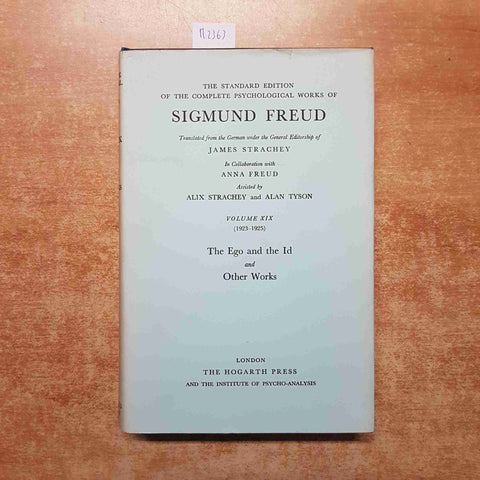 П2363
THE STANDARD EDITION
OF THE COMPLETE PSYCHOLOGICAL WORKS OF
SIGMUND FREUD
Translated from the German under the General Editorship of
JAMES STRACHEY
In Collaboration with
ANNA FREUD
Assisted by
ALIX STRACHEY and ALAN TYSON
VOLUME XIX
(1923-1925)
The Ego and the Id
and
Other Works
LONDON
THE HOGARTH PRESS
AND THE INSTITUTE OF PSYCHO-ANALYSIS